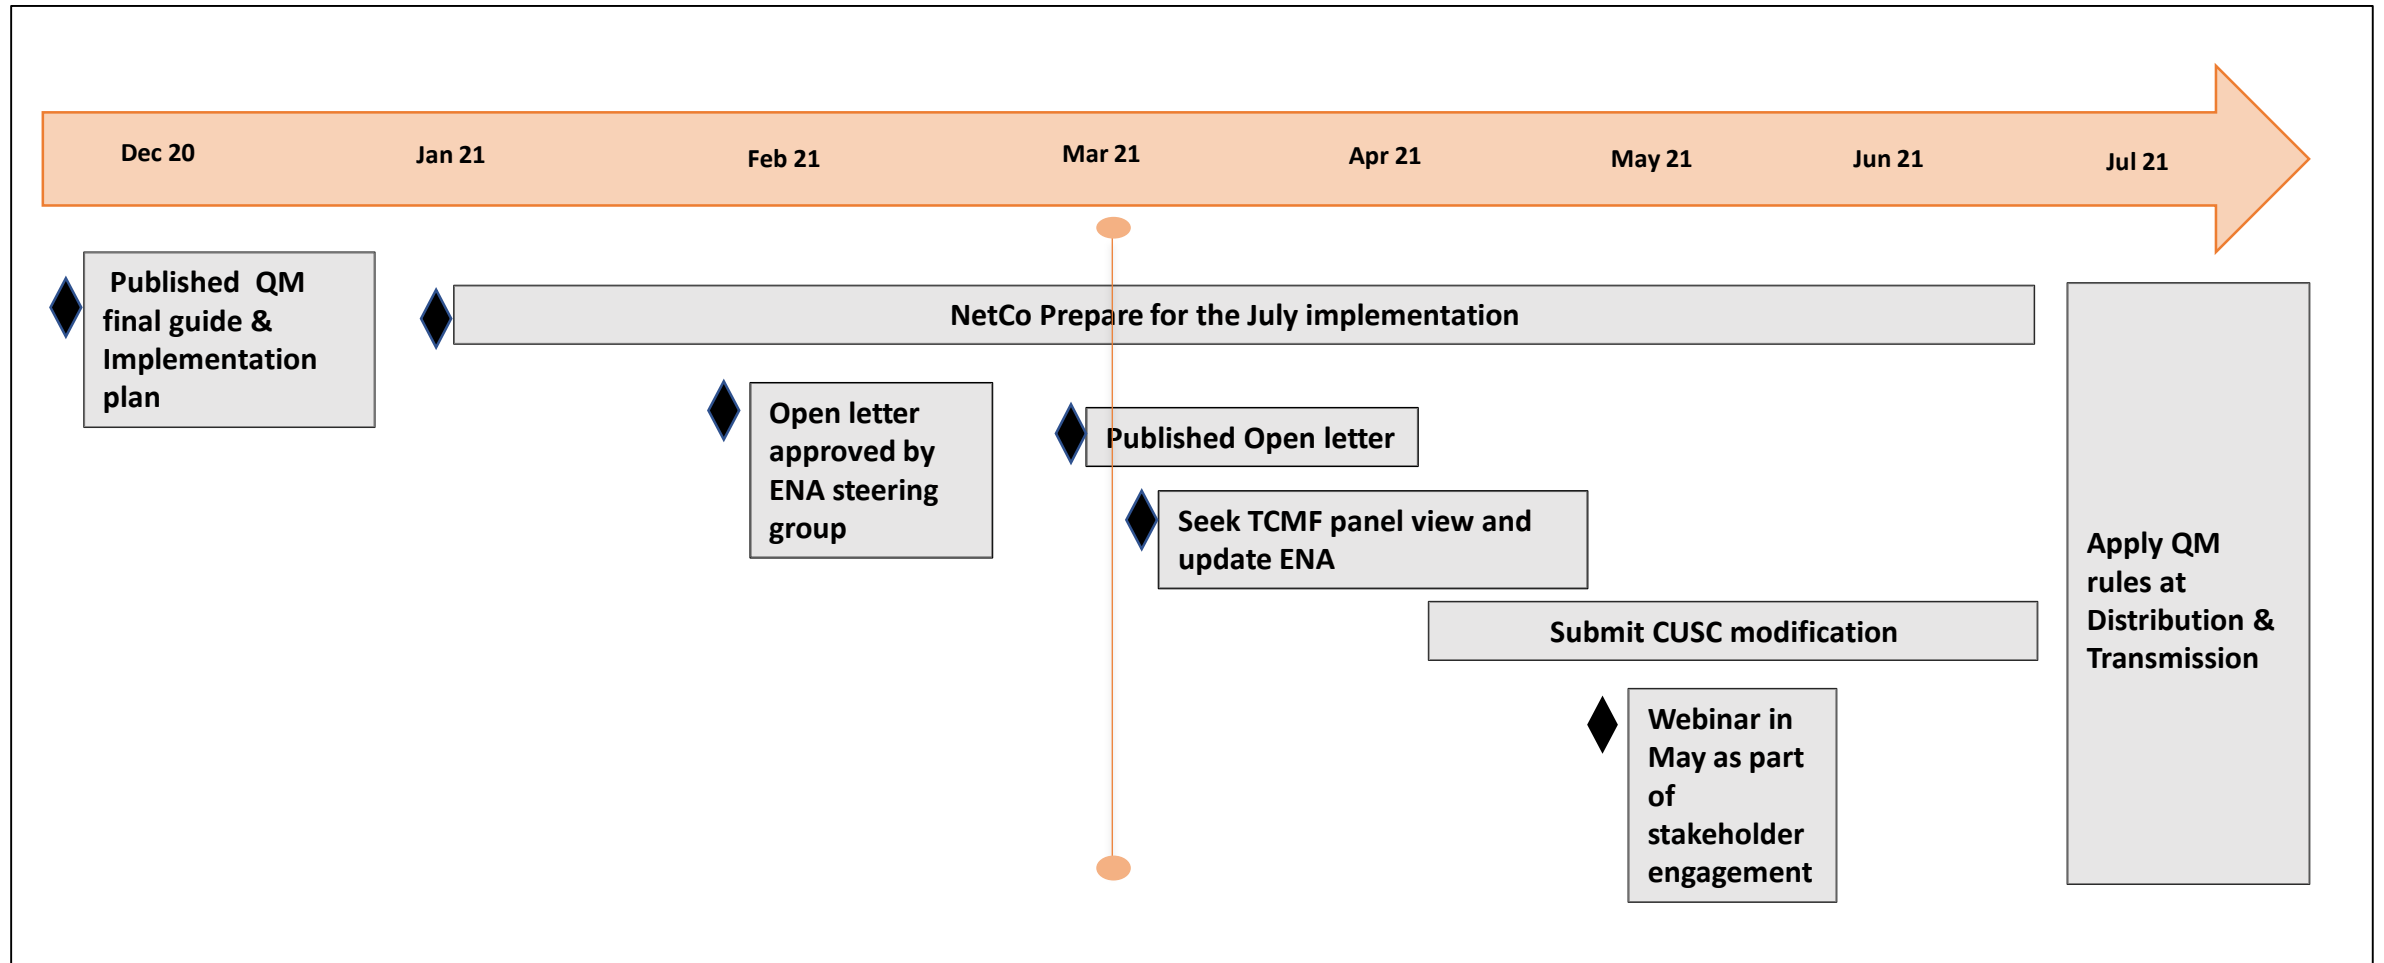 Dec 20
Jan 21
Feb 21
Mar 21
Apr 21
May 21
Jun 21
Jul 21
Published QM
final guide &
Implementation
plan
NetCo Prepare for the July implementation
Open letter
approved by
ENA steering
group
Published Open letter
Seek TCMF panel view and
update ENA
Submit CUSC modification
Webinar in
May as part
of
stakeholder
engagement
Apply QM
rules at
Distribution &
Transmission